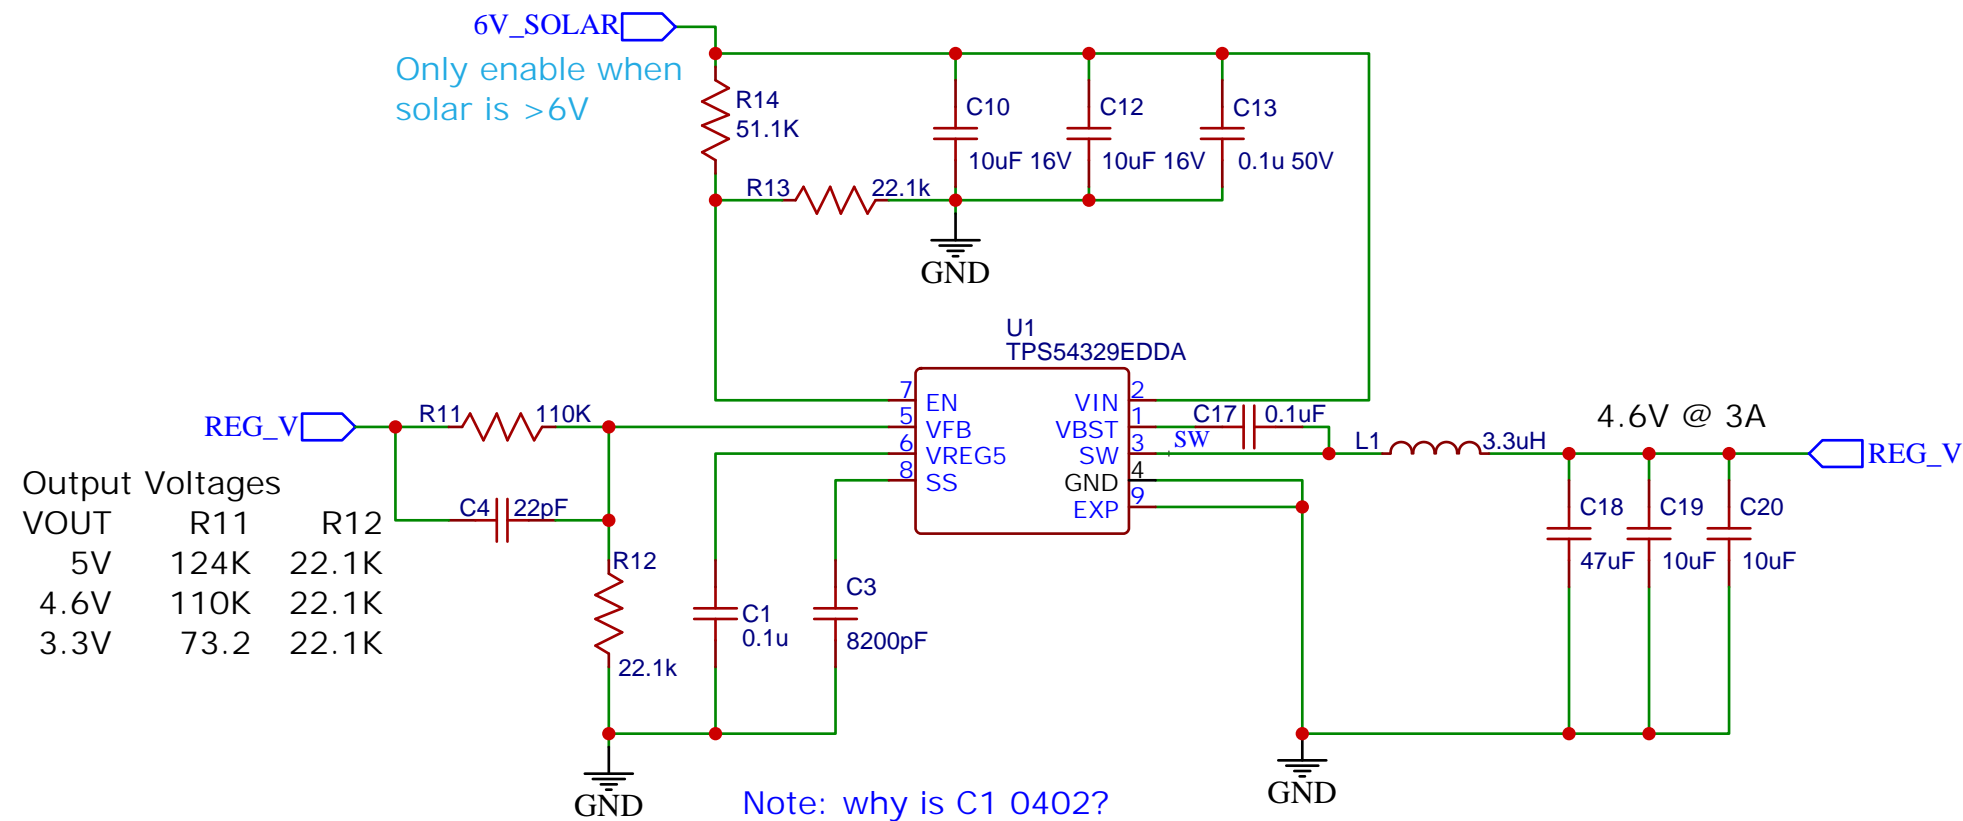 6V_SOLAR
Only enable when
solar is >6V
R14
51.1K
C10
10uF 16V
C12
10uF 16V
C13
0.1u 50V
R13
22.1k
GND
U1
TPS54329EDDA
7
EN
5
VFB
6
VREG5
8
SS
VIN
2
VBST
1
SW
3
GND
4
EXP
9
REG_V
R11
110K
C4
22pF
R12
22.1k
C1
0.1u
C3
8200pF
C17
0.1uF
SW
L1
3.3uH
4.6V @ 3A
REG_V
C18
47uF
C19
10uF
C20
10uF
Output Voltages
VOUT R11 R12
5V 124K 22.1K
4.6V 110K 22.1K
3.3V 73.2 22.1K
GND
GND
Note: why is C1 0402?